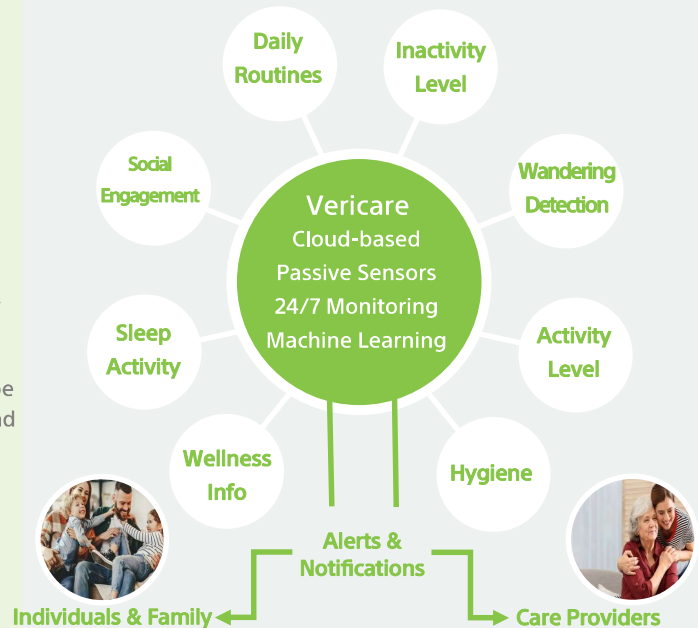 Daily
Routines
Inactivity
Level
Social
Engagement
Wandering
Detection
Vericare
Cloud-based
Passive Sensors
24/7 Monitoring
Machine Learning
Sleep
Activity
Activity
Level
Wellness
Info
Hygiene
Alerts &
Notifications
Individuals & Family
Care Providers